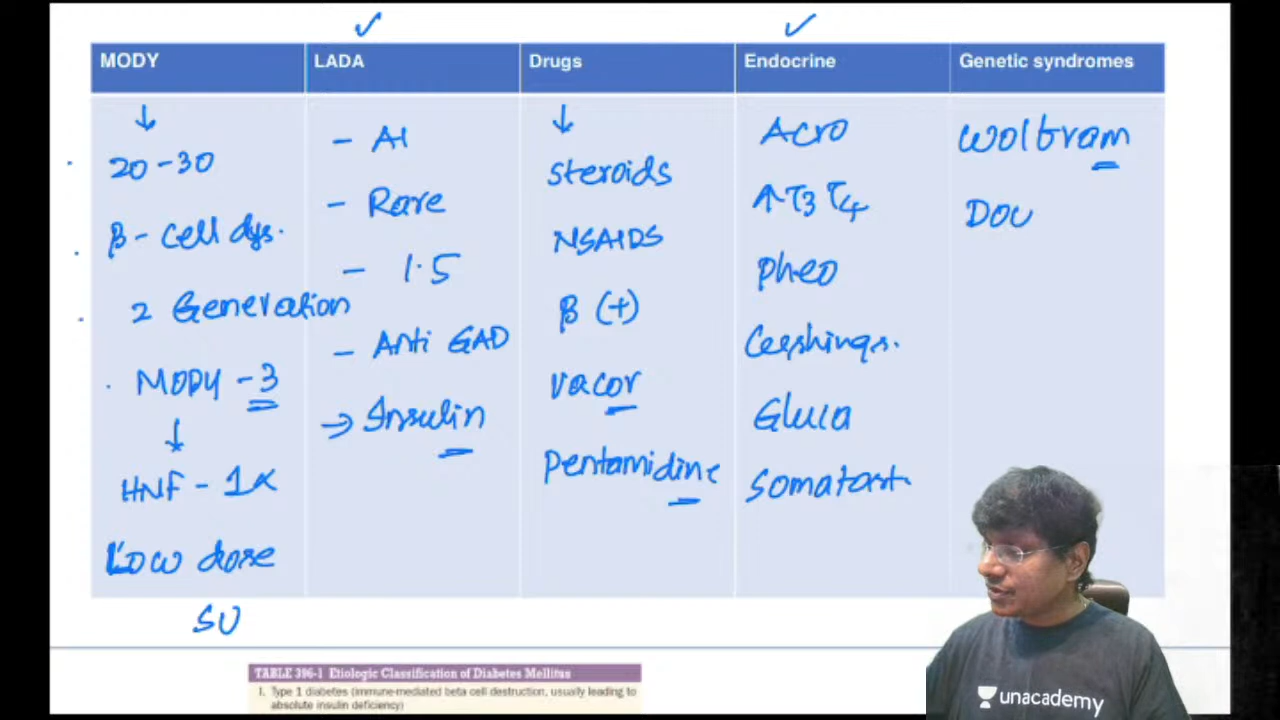 MODY
LADA
Drugs
Endocrine
Genetic syndromes
20-30
β-cell dys.
2 Generation
MODY-3
HNF-1α
Low dose
SU
- AI
- Rare
- 1.5
- Anti GAD
⇒ Insulin
steroids
NSAIDS
β (+)
vacor
Pentamidine
Acro
↑T3 T4
Pheo
Cushings.
Gluca
Somatost.
Wolfram
DOW
TABLE 396-1 Etiologic Classification of Diabetes Mellitus
I. Type 1 diabetes (immune-mediated beta cell destruction, usually leading to
absolute insulin deficiency)
unacademy